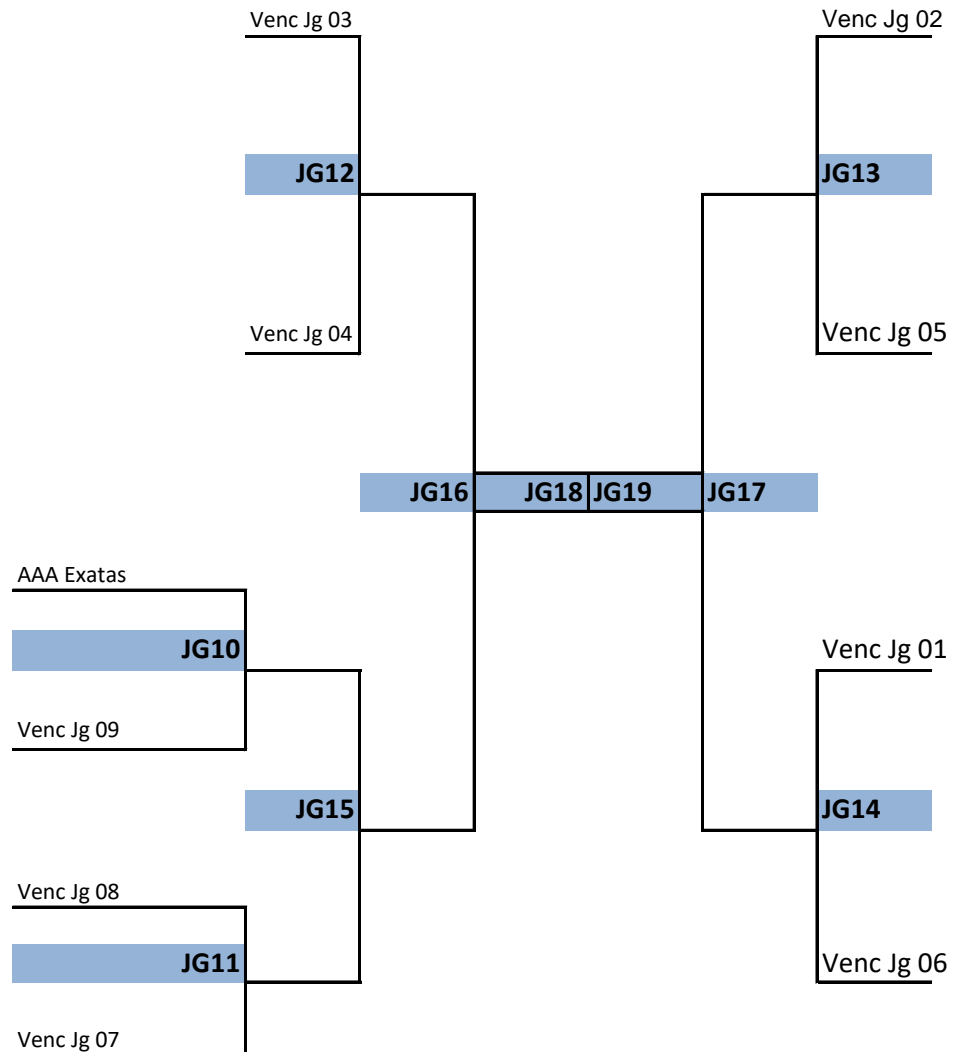 Venc Jg 03
Venc Jg 02
JG12
JG13
Venc Jg 04
Venc Jg 05
JG16
JG18
JG19
JG17
AAA Exatas
JG10
Venc Jg 01
Venc Jg 09
JG15
JG14
Venc Jg 08
JG11
Venc Jg 06
Venc Jg 07